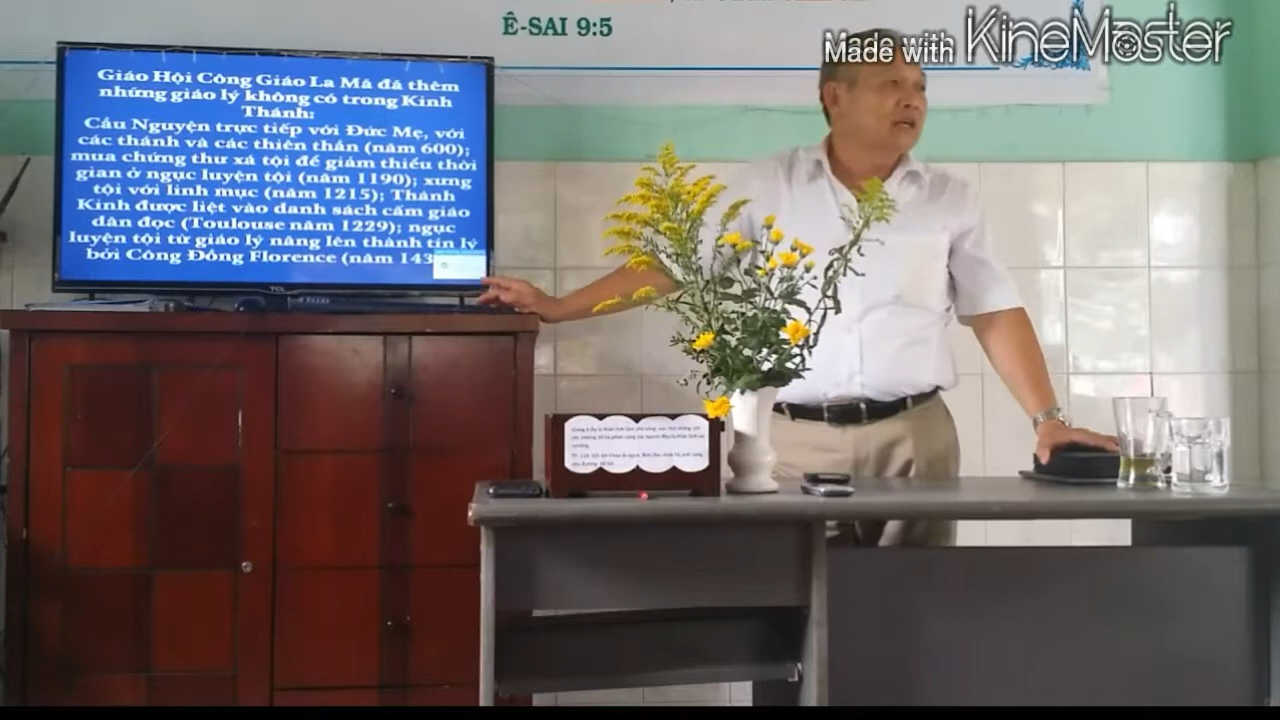 Ê-SAI 9:5
Made with KINEMASTER
Giáo Hội Công Giáo La Mã đã thêm
những giáo lý không có trong Kinh
Thánh:
Cầu Nguyện trực tiếp với Đức Mẹ, với
các thánh và các thiên thần (năm 600);
mua chứng thư xá tội để giảm thiểu thời
gian ở ngục luyện tội (năm 1190); xưng
tội với linh mục (năm 1215); Thánh
Kinh được liệt vào danh sách cấm giáo
dân đọc (Toulouse năm 1229); ngục
luyện tội từ giáo lý nâng lên thành tín lý
bởi Công Đồng Florence (năm 143
TCL